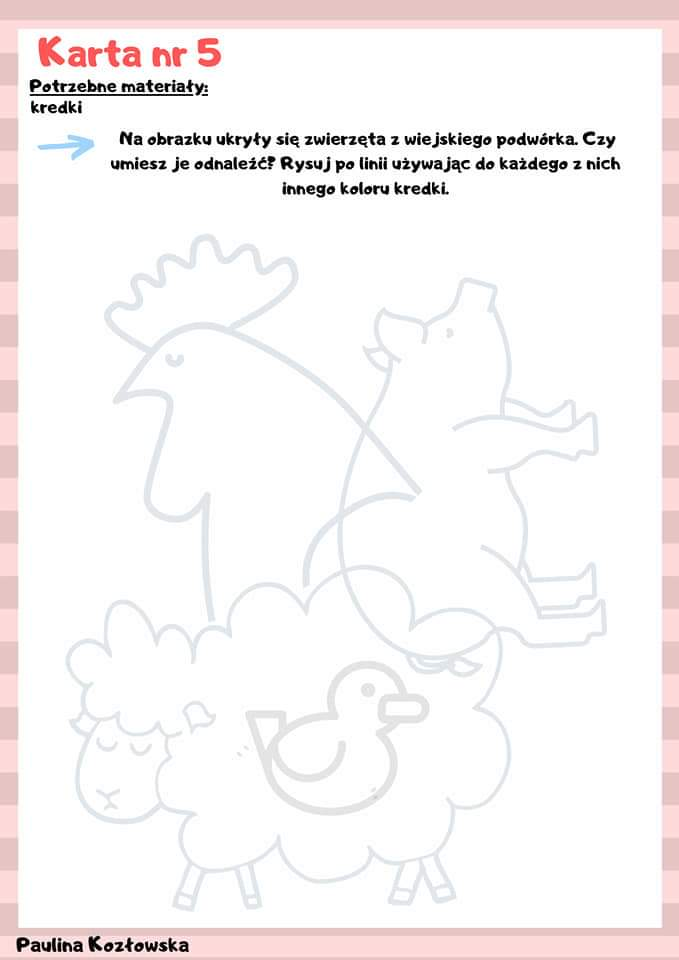 Karta nr 5
Potrzebne materiały:
kredki
Na obrazku ukryły się zwierzęta z wiejskiego podwórka. Czy
umiesz je odnaleźć? Rysuj po linii używając do każdego z nich
innego koloru kredki.
Paulina Kozłowska